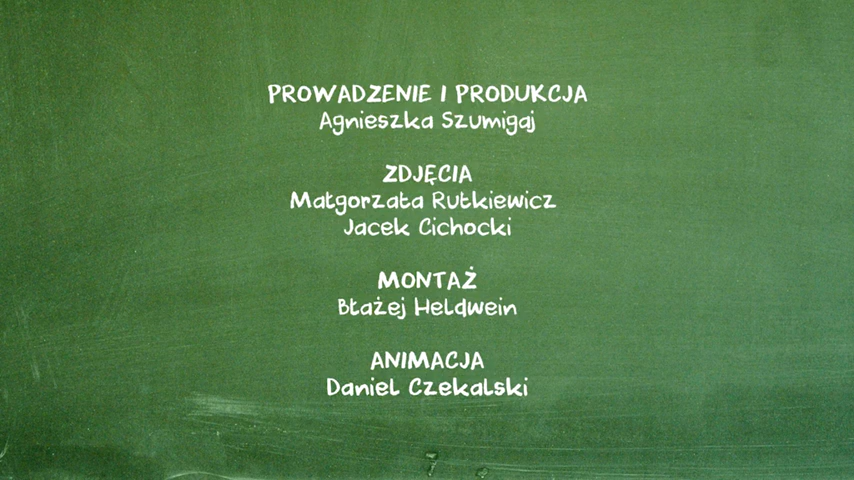 PROWADZENIE I PRODUKCJA
Agnieszka Szumigaj
ZDJĘCIA
Małgorzata Rutkiewicz
Jacek Cichocki
MONTAŻ
Błażej Heldwein
ANIMACJA
Daniel Czekalski